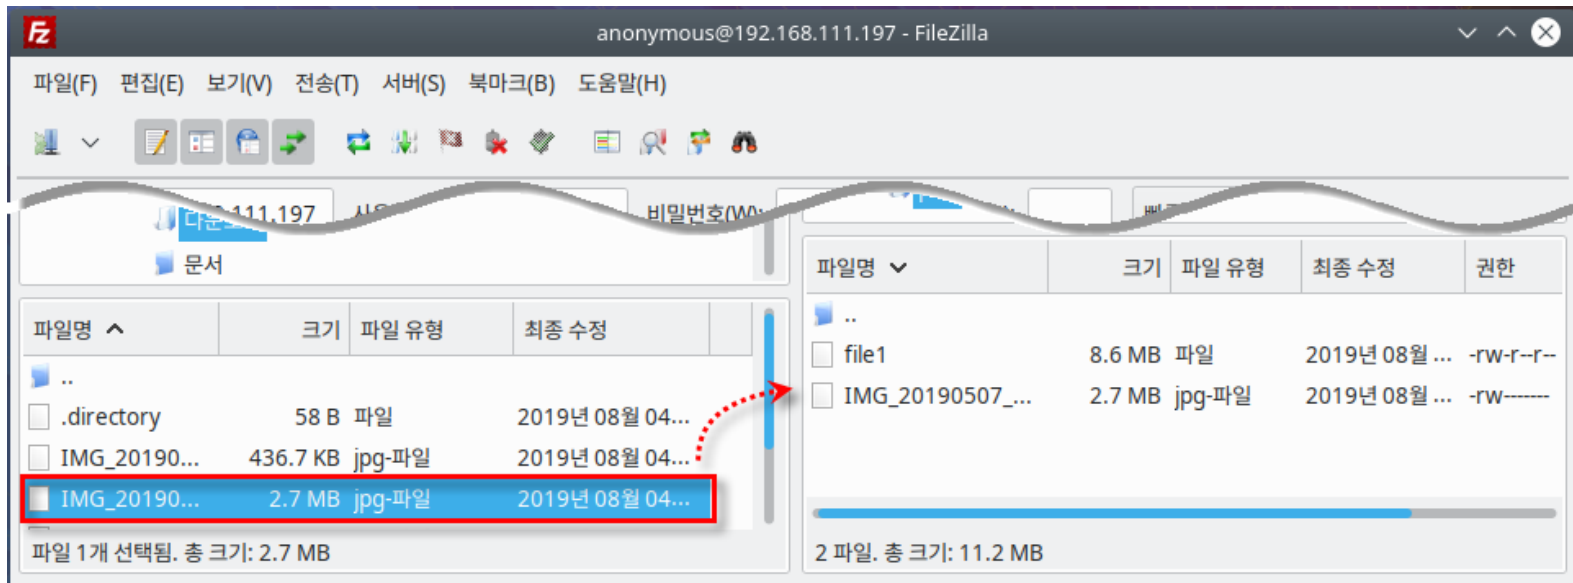 Fz
anonymous@192.168.111.197 - FileZilla
파일(F) 편집(E) 보기(V) 전송(T) 서버(S) 북마크(B) 도움말(H)
111.197
비밀번호(W):
문서
파일명 크기 파일 유형 최종 수정
..
.directory 58 B 파일 2019년 08월 04...
IMG_20190... 436.7 KB jpg-파일 2019년 08월 04...
IMG_20190... 2.7 MB jpg-파일 2019년 08월 04...
파일 1개 선택됨. 총 크기: 2.7 MB
파일명 크기 파일 유형 최종 수정 권한
..
file1 8.6 MB 파일 2019년 08월 ... -rw-r--r--
IMG_20190507_... 2.7 MB jpg-파일 2019년 08월 ... -rw-------
2 파일. 총 크기: 11.2 MB